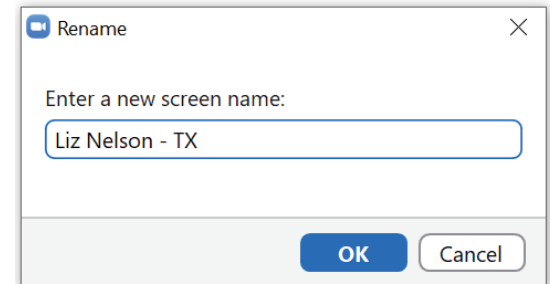 Rename
Enter a new screen name:
Liz Nelson - TX
OK
Cancel